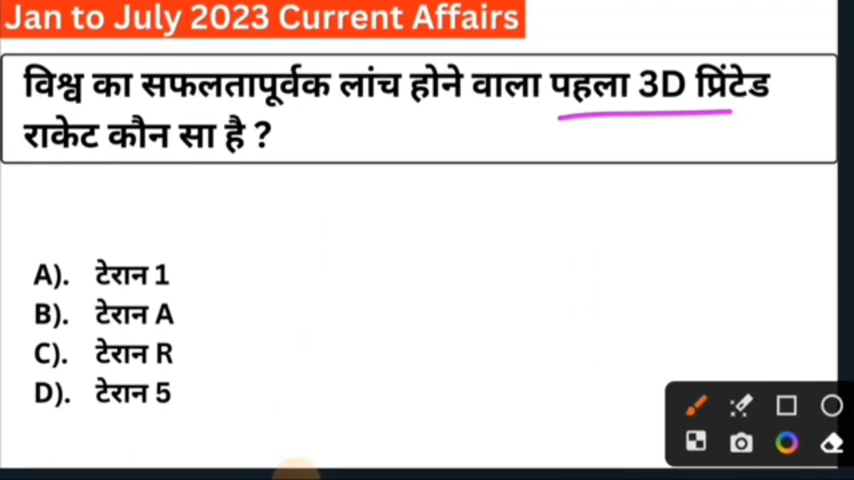 Jan to July 2023 Current Affairs
विश्व का सफलतापूर्वक लांच होने वाला पहला 3D प्रिंटेड
राकेट कौन सा है ?
A). टेरान 1
B). टेरान A
C). टेरान R
D). टेरान 5